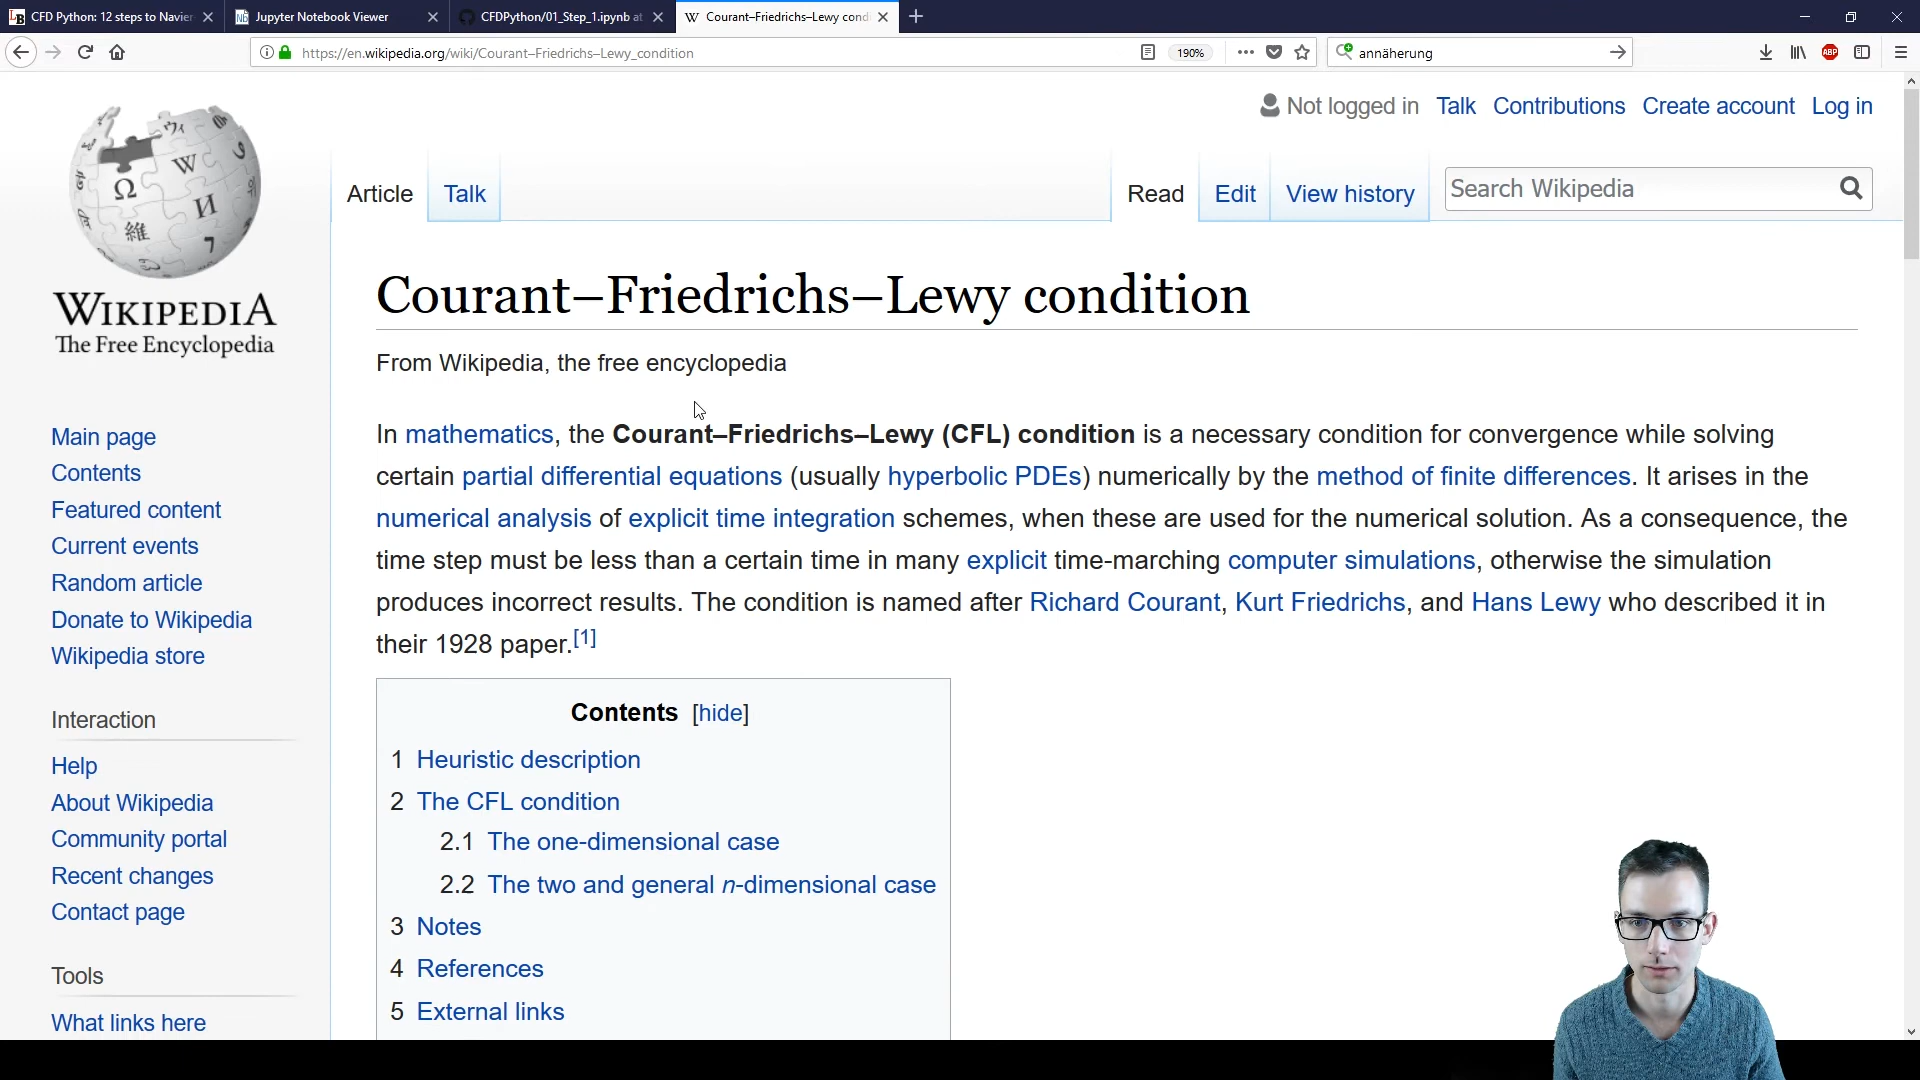 CFD Python: 12 steps to Navier
Jupyter Notebook Viewer
CFDPython/01_Step_1.ipynb at
W Courant–Friedrichs–Lewy condi
https://en.wikipedia.org/wiki/Courant–Friedrichs–Lewy_condition
190%
annäherung
ABP
Not logged in Talk Contributions Create account Log in
Article Talk Read Edit View history Search Wikipedia
WIKIPEDIA
The Free Encyclopedia
Main page
Contents
Featured content
Current events
Random article
Donate to Wikipedia
Wikipedia store
Interaction
Help
About Wikipedia
Community portal
Recent changes
Contact page
Tools
What links here
Courant–Friedrichs–Lewy condition
From Wikipedia, the free encyclopedia
In mathematics, the Courant–Friedrichs–Lewy (CFL) condition is a necessary condition for convergence while solving
certain partial differential equations (usually hyperbolic PDEs) numerically by the method of finite differences. It arises in the
numerical analysis of explicit time integration schemes, when these are used for the numerical solution. As a consequence, the
time step must be less than a certain time in many explicit time-marching computer simulations, otherwise the simulation
produces incorrect results. The condition is named after Richard Courant, Kurt Friedrichs, and Hans Lewy who described it in
their 1928 paper.[1]
Contents [hide]
1 Heuristic description
2 The CFL condition
2.1 The one-dimensional case
2.2 The two and general n-dimensional case
3 Notes
4 References
5 External links